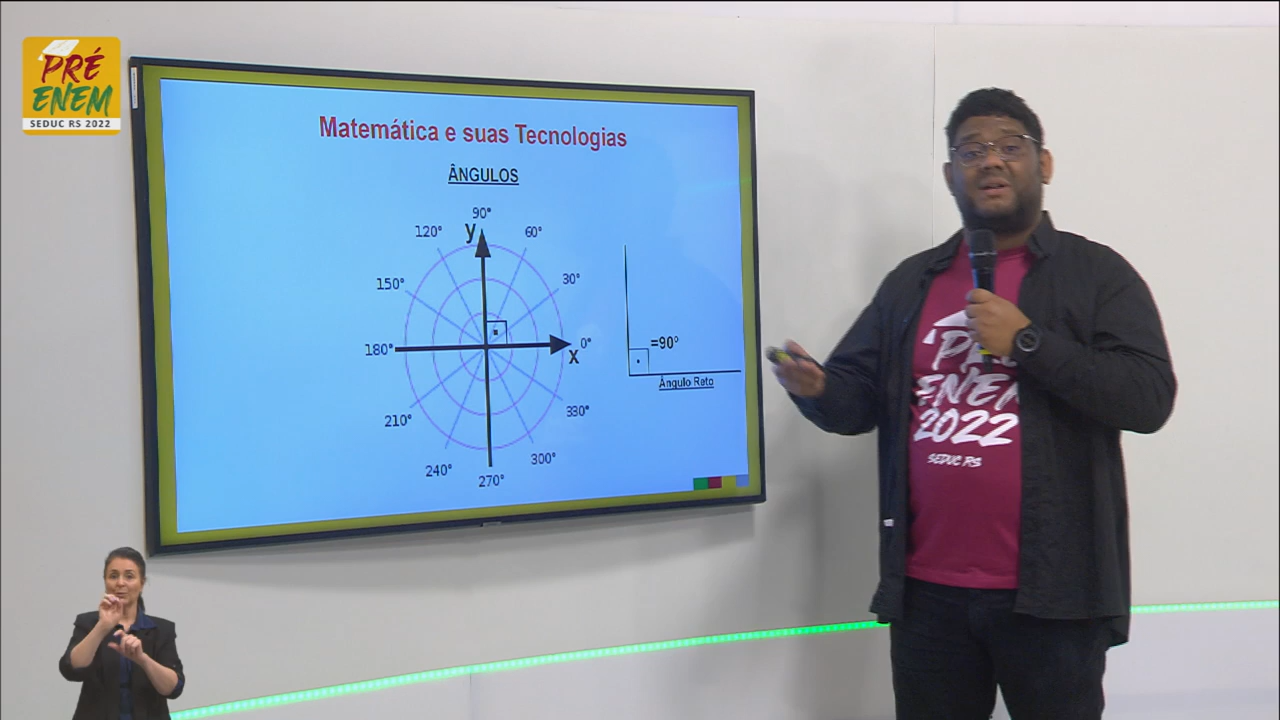 PRÉ
ENEM
SEDUC RS 2022
Matemática e suas Tecnologias
ÂNGULOS
90°
y
120°
60°
150°
30°
180°
0°
x
=90°
Ângulo Reto
210°
330°
240°
300°
270°
PRÉ
ENEM
2022
SEDUC RS